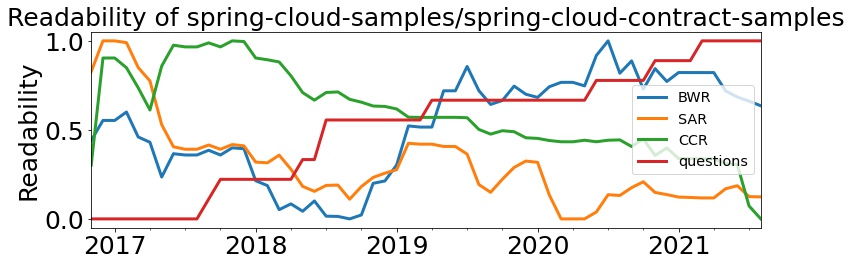 Readability of spring-cloud-samples/spring-cloud-contract-samples
Readability
1.0
0.5
0.0
BWR
SAR
CCR
questions
2017 2018 2019 2020 2021